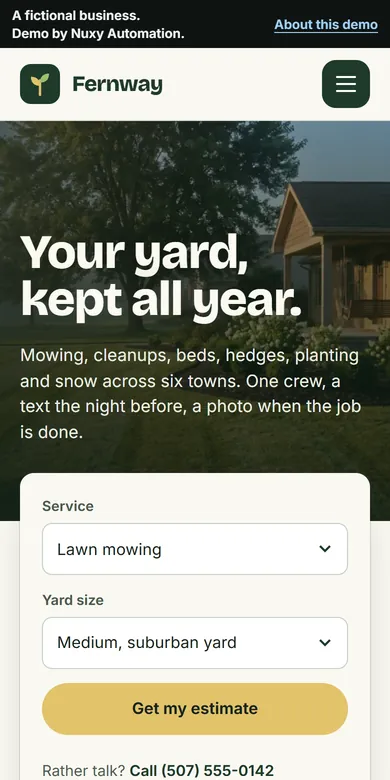 A fictional business.
Demo by Nuxy Automation.
About this demo
Fernway
Your yard,
kept all year.
Mowing, cleanups, beds, hedges, planting
and snow across six towns. One crew, a
text the night before, a photo when the job
is done.
Service
Lawn mowing
Yard size
Medium, suburban yard
Get my estimate
Rather talk? Call (507) 555-0142